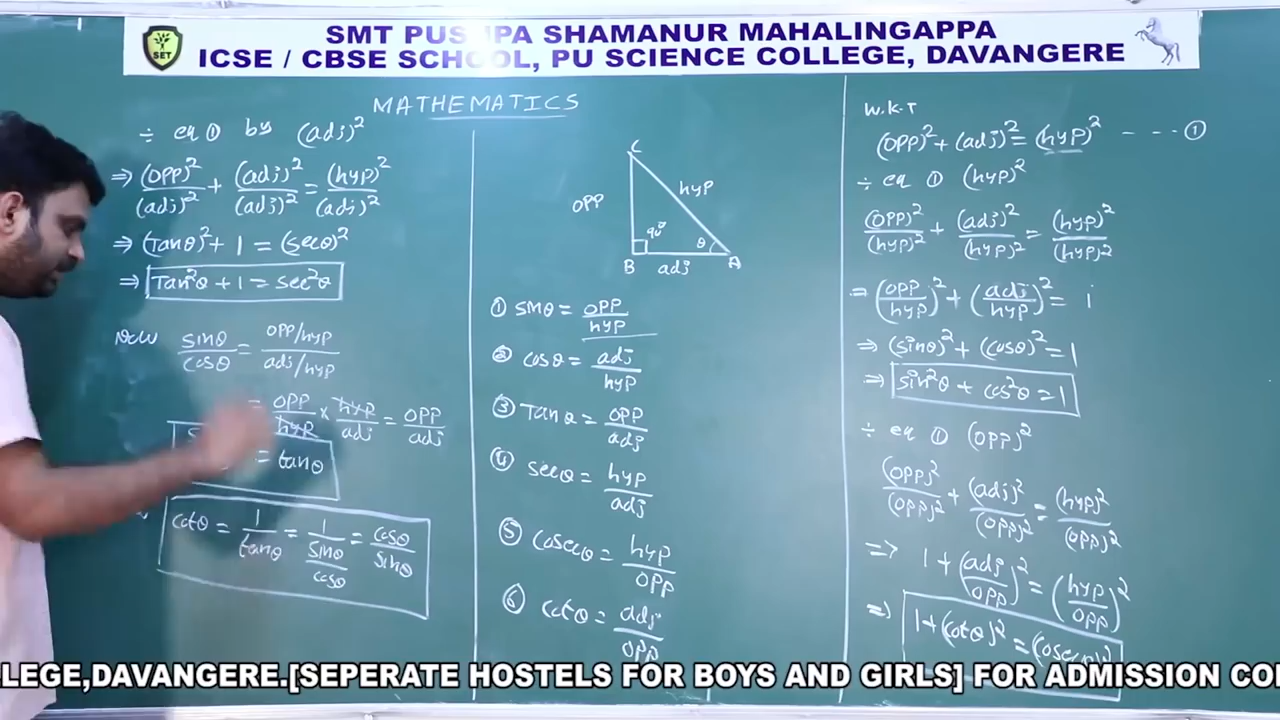 SMT PUSHPA SHAMANUR MAHALINGAPPA
SET
ICSE / CBSE SCHOOL, PU SCIENCE COLLEGE, DAVANGERE
MATHEMATICS
÷ eq ① by (adj)²
⇒ (OPP)²/(adj)² + (adj)²/(adj)² = (hyp)²/(adj)²
⇒ (Tanθ)² + 1 = (secθ)²
⇒ Tan²θ + 1 = sec²θ
Now sinθ/cosθ = OPP/hyp / adj/hyp
= OPP/hyp × hyp/adj = OPP/adj
= tanθ
cotθ = 1/tanθ = 1/(sinθ/cosθ) = cosθ/sinθ
C
OPP
hyp
90°
θ
B
adj
A
① sinθ = OPP/hyp
② cosθ = adj/hyp
③ Tanθ = OPP/adj
④ secθ = hyp/adj
⑤ cosecθ = hyp/OPP
⑥ cotθ = adj/OPP
W.K.T
(OPP)² + (adj)² = (hyp)² - - - - ①
÷ eq ① (hyp)²
(OPP)²/(hyp)² + (adj)²/(hyp)² = (hyp)²/(hyp)²
= (OPP/hyp)² + (adj/hyp)² = 1
⇒ (sinθ)² + (cosθ)² = 1
⇒ sin²θ + cos²θ = 1
÷ eq ① (OPP)²
(OPP)²/(OPP)² + (adj)²/(OPP)² = (hyp)²/(OPP)²
=> 1 + (adj/OPP)² = (hyp/OPP)²
=> 1 + (cotθ)² = (cosecθ)²
LEGE,DAVANGERE.[SEPERATE HOSTELS FOR BOYS AND GIRLS] FOR ADMISSION CO